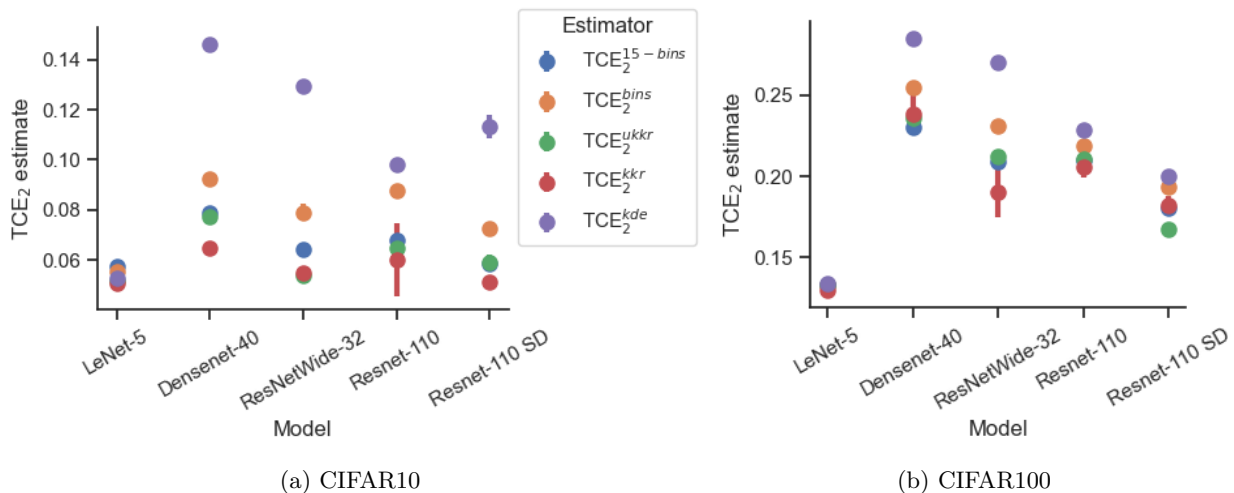 0.14
0.12
0.10
0.08
0.06
TCE₂ estimate
LeNet-5
Densenet-40
ResNetWide-32
Resnet-110
Resnet-110 SD
Model
(a) CIFAR10
Estimator
TCE₂^{15-bins}
TCE₂^{bins}
TCE₂^{ukkr}
TCE₂^{kkr}
TCE₂^{kde}
0.25
0.20
0.15
TCE₂ estimate
LeNet-5
Densenet-40
ResNetWide-32
Resnet-110
Resnet-110 SD
Model
(b) CIFAR100